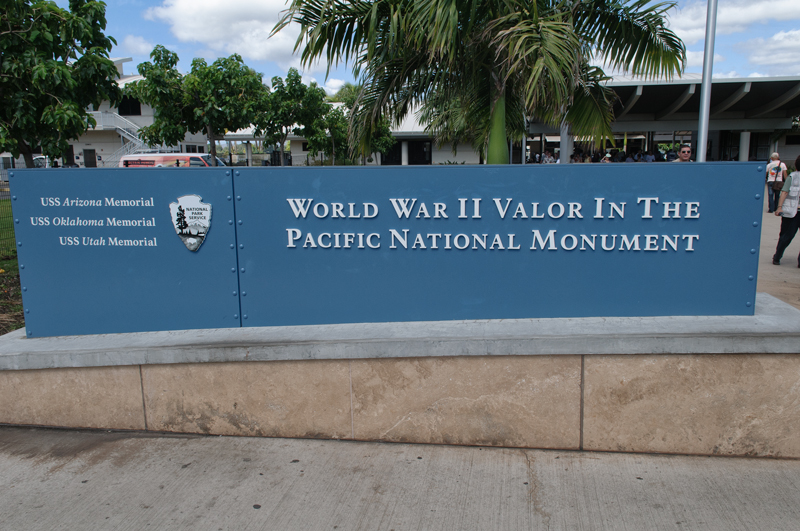 USS Arizona Memorial
USS Oklahoma Memorial
USS Utah Memorial
NATIONAL
PARK
SERVICE
WORLD WAR II VALOR IN THE
PACIFIC NATIONAL MONUMENT